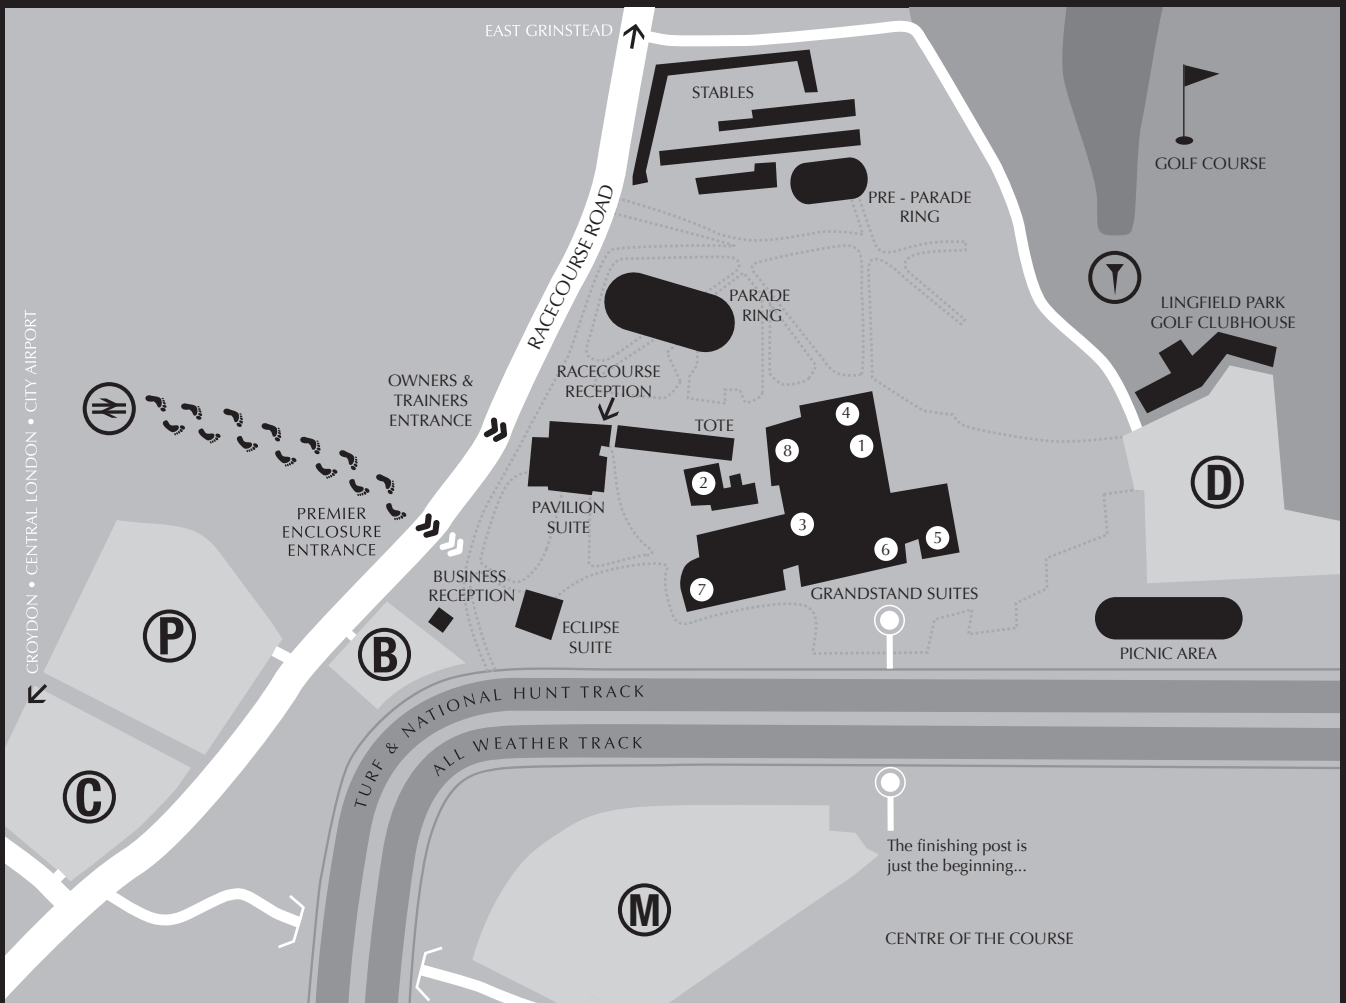 EAST GRINSTEAD
STABLES
GOLF COURSE
PRE - PARADE
RING
RACECOURSE ROAD
PARADE
RING
LINGFIELD PARK
GOLF CLUBHOUSE
CROYDON • CENTRAL LONDON • CITY AIRPORT
OWNERS &
TRAINERS
ENTRANCE
RACECOURSE
RECEPTION
TOTE
4
1
8
2
3
5
6
7
D
PAVILION
SUITE
PREMIER
ENCLOSURE
ENTRANCE
BUSINESS
RECEPTION
GRANDSTAND SUITES
ECLIPSE
SUITE
P
B
PICNIC AREA
TURF & NATIONAL HUNT TRACK
ALL WEATHER TRACK
C
The finishing post is
just the beginning...
M
CENTRE OF THE COURSE